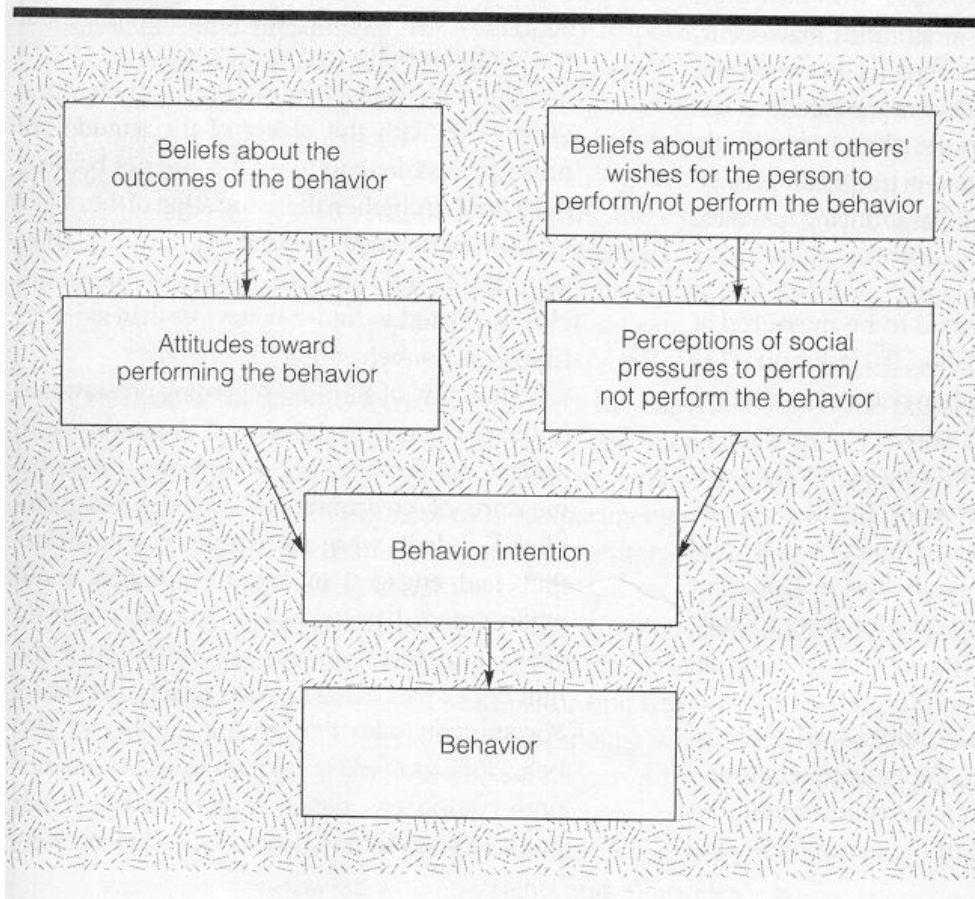 Beliefs about the
outcomes of the behavior
Beliefs about important others'
wishes for the person to
perform/not perform the behavior
Attitudes toward
performing the behavior
Perceptions of social
pressures to perform/
not perform the behavior
Behavior intention
Behavior